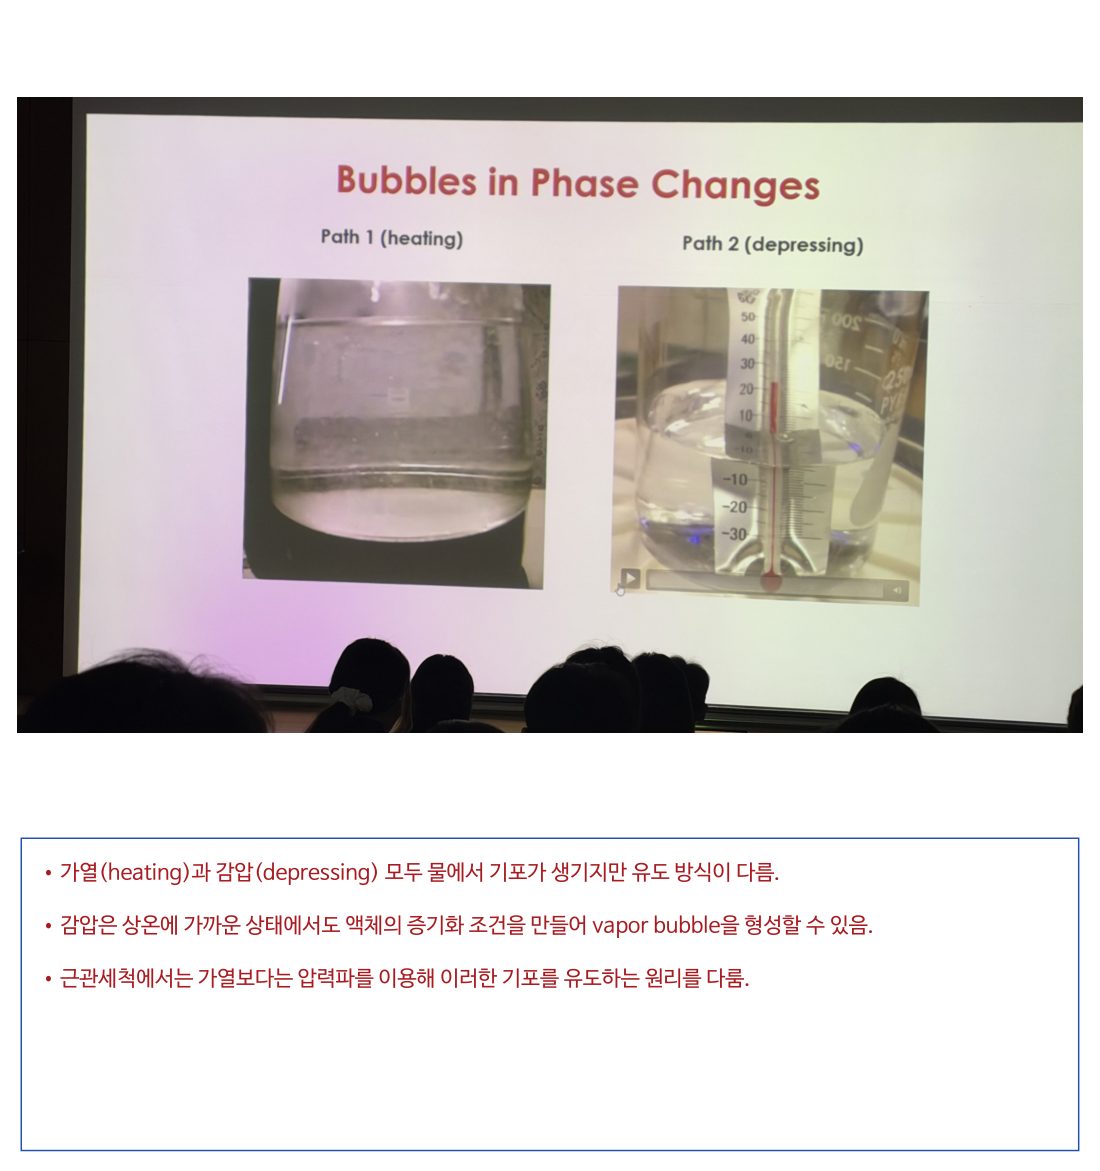 Bubbles in Phase Changes
Path 1 (heating)
Path 2 (depressing)
50
40
30
20
10
-10
-20
-30
200
150
• 가열(heating)과 감압(depressing) 모두 물에서 기포가 생기지만 유도 방식이 다름.
• 감압은 상온에 가까운 상태에서도 액체의 증기화 조건을 만들어 vapor bubble을 형성할 수 있음.
• 근관세척에서는 가열보다는 압력파를 이용해 이러한 기포를 유도하는 원리를 다룸.